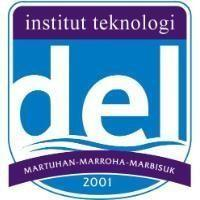 institut teknologi
del
MARTUHAN-MARROHA-MARBISUK
2001